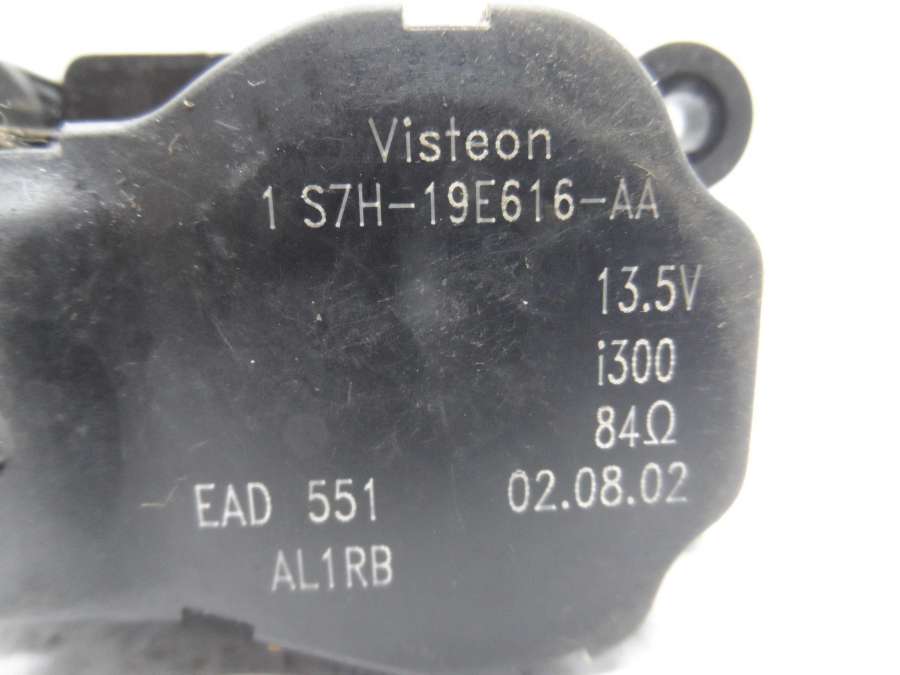 Visteon
1 S7H-19E616-AA
13.5V
i300
84Ω
EAD 551 02.08.02
AL1RB